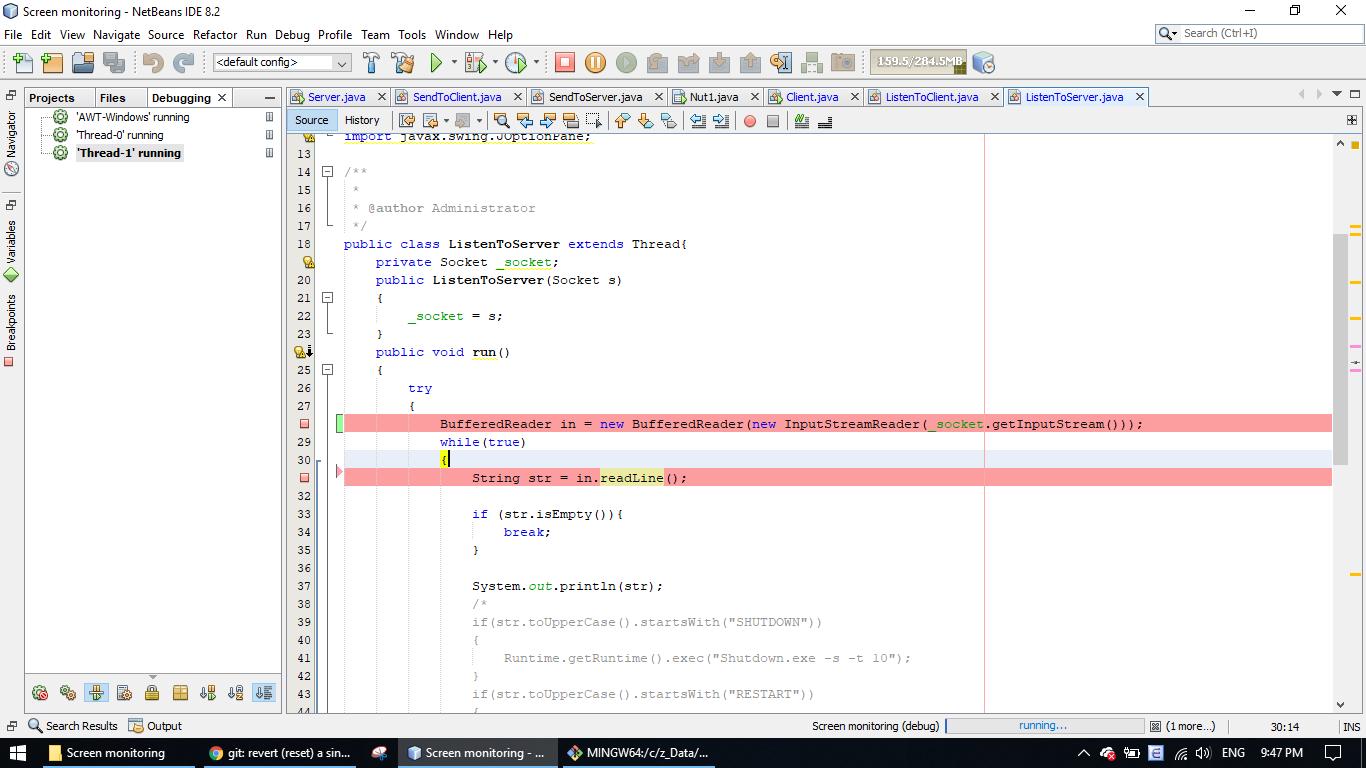 Screen monitoring - NetBeans IDE 8.2
File Edit View Navigate Source Refactor Run Debug Profile Team Tools Window Help
Search (Ctrl+I)
<default config>
159.5/284.5MB
Projects Files Debugging
Server.java SendToClient.java SendToServer.java Nut1.java Client.java ListenToClient.java ListenToServer.java
Navigator
Variables
Breakpoints
'AWT-Windows' running
'Thread-0' running
'Thread-1' running
Source History
import javax.swing.JOptionPane;
13
14 /**
15 *
16 * @author Administrator
17 */
18 public class ListenToServer extends Thread{
private Socket _socket;
20 public ListenToServer(Socket s)
21 {
22 _socket = s;
23 }
public void run()
25 {
26 try
27 {
BufferedReader in = new BufferedReader(new InputStreamReader(_socket.getInputStream()));
29 while(true)
30 {
String str = in.readLine();
32
33 if (str.isEmpty()){
34 break;
35 }
36
37 System.out.println(str);
38 /*
39 if(str.toUpperCase().startsWith("SHUTDOWN"))
40 {
41 Runtime.getRuntime().exec("Shutdown.exe -s -t 10");
42 }
43 if(str.toUpperCase().startsWith("RESTART"))
44 {
Search Results Output
Screen monitoring (debug) running... (1 more...) 30:14 INS
Screen monitoring
git: revert (reset) a sin...
Screen monitoring - ...
MINGW64:/c/z_Data/...
ENG 9:47 PM